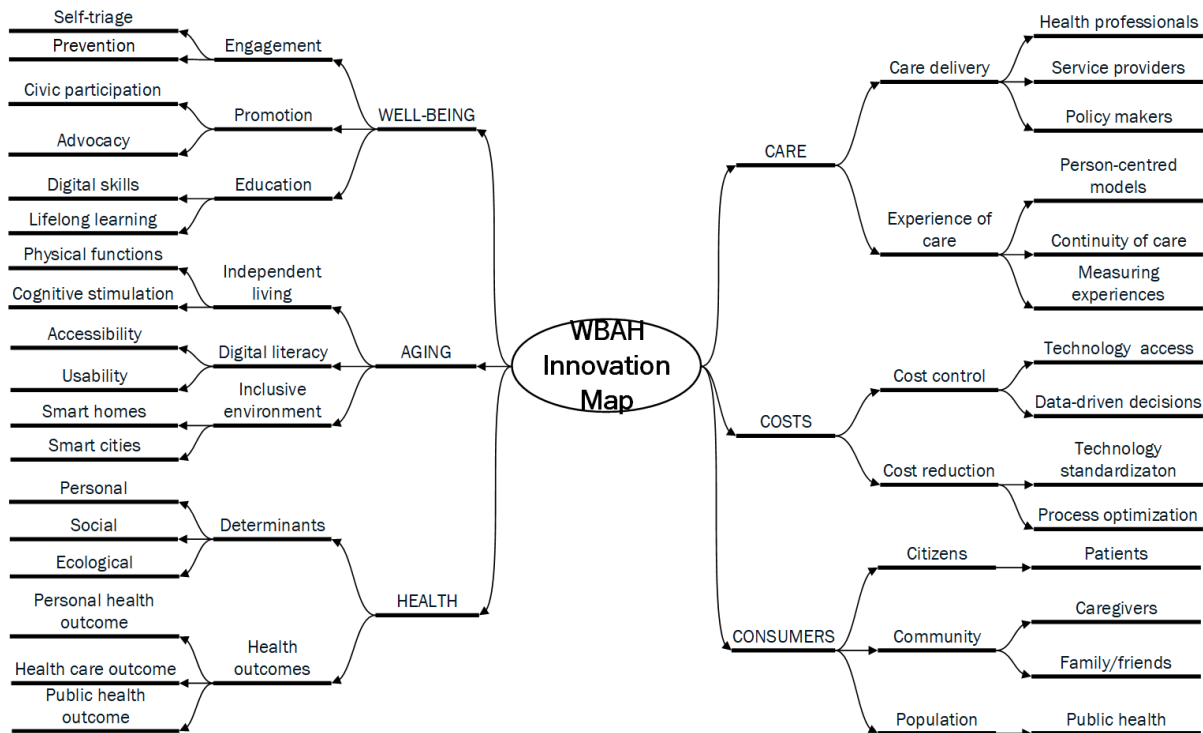 WBAH
Innovation
Map
WELL-BEING
Engagement
Self-triage
Prevention
Promotion
Civic participation
Advocacy
Education
Digital skills
Lifelong learning
AGING
Independent
living
Physical functions
Cognitive stimulation
Digital literacy
Accessibility
Usability
Inclusive
environment
Smart homes
Smart cities
HEALTH
Determinants
Personal
Social
Ecological
Health
outcomes
Personal health
outcome
Health care outcome
Public health
outcome
CARE
Care delivery
Health professionals
Service providers
Policy makers
Experience of
care
Person-centred
models
Continuity of care
Measuring
experiences
COSTS
Cost control
Technology access
Data-driven decisions
Cost reduction
Technology
standardizaton
Process optimization
CONSUMERS
Citizens
Patients
Community
Caregivers
Family/friends
Population
Public health